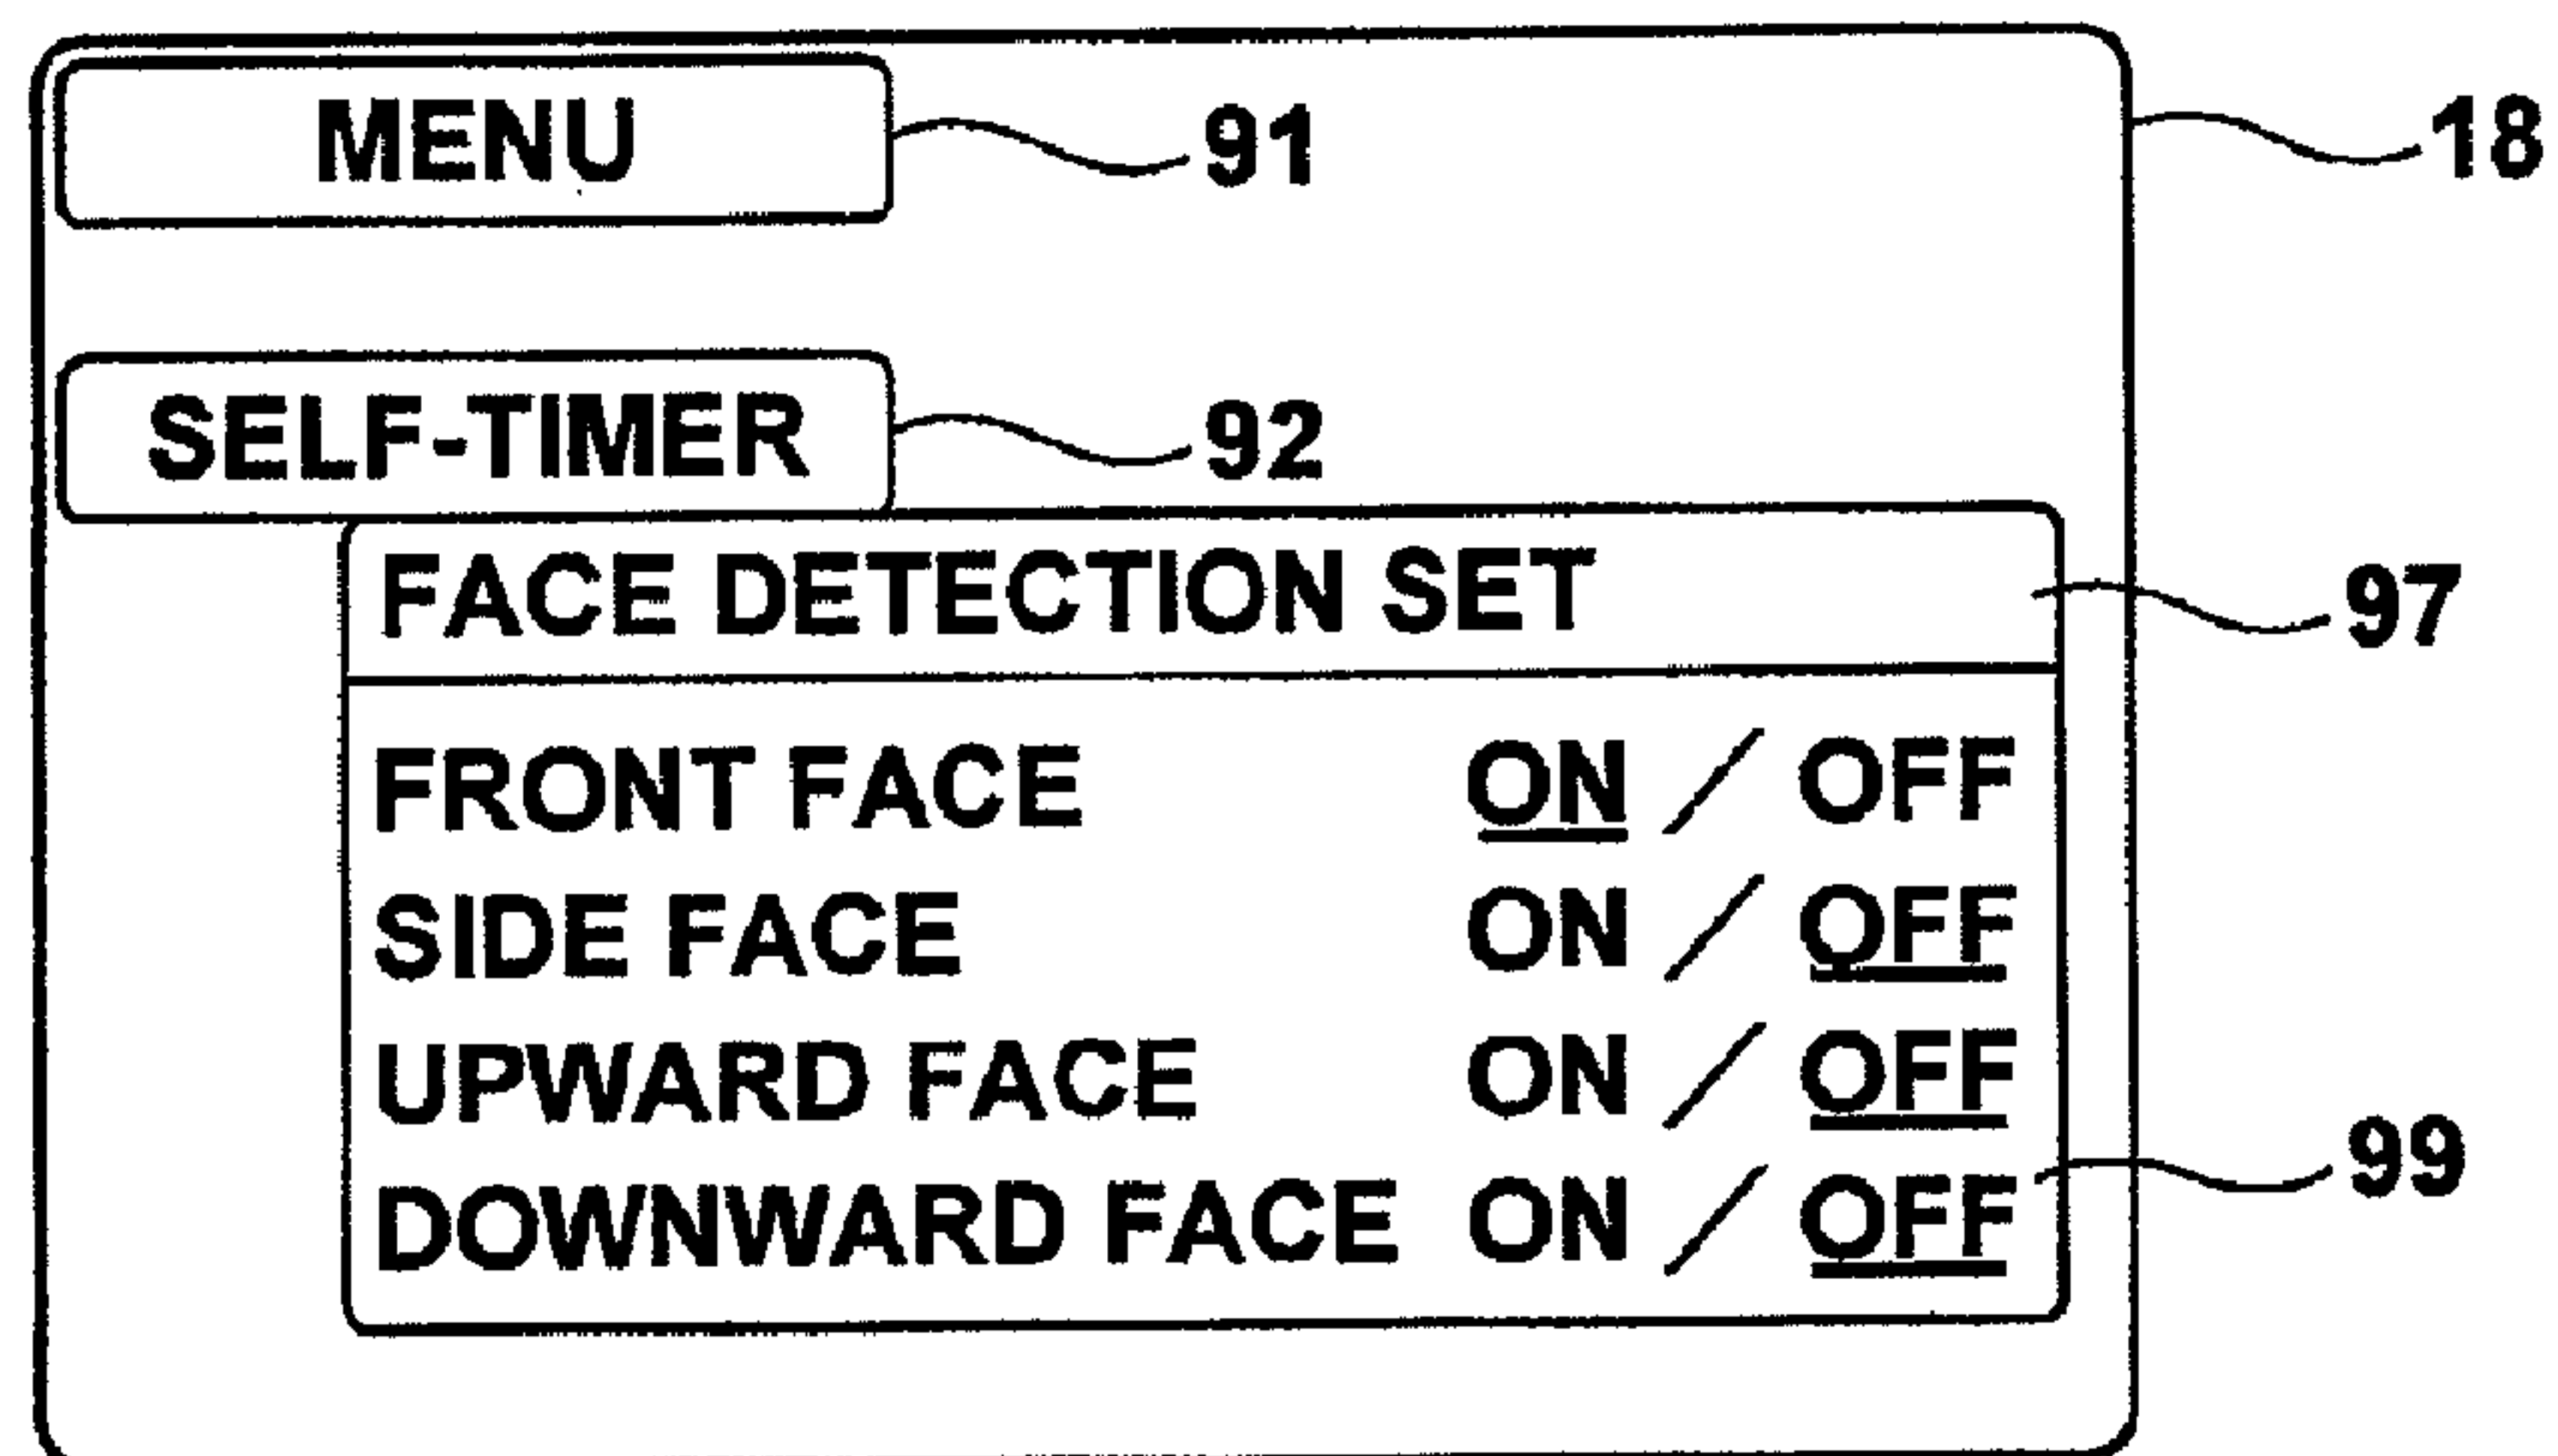 MENU 91 18
SELF-TIMER 92
FACE DETECTION SET 97
FRONT FACE ON / OFF
SIDE FACE ON / OFF
UPWARD FACE ON / OFF
DOWNWARD FACE ON / OFF 99